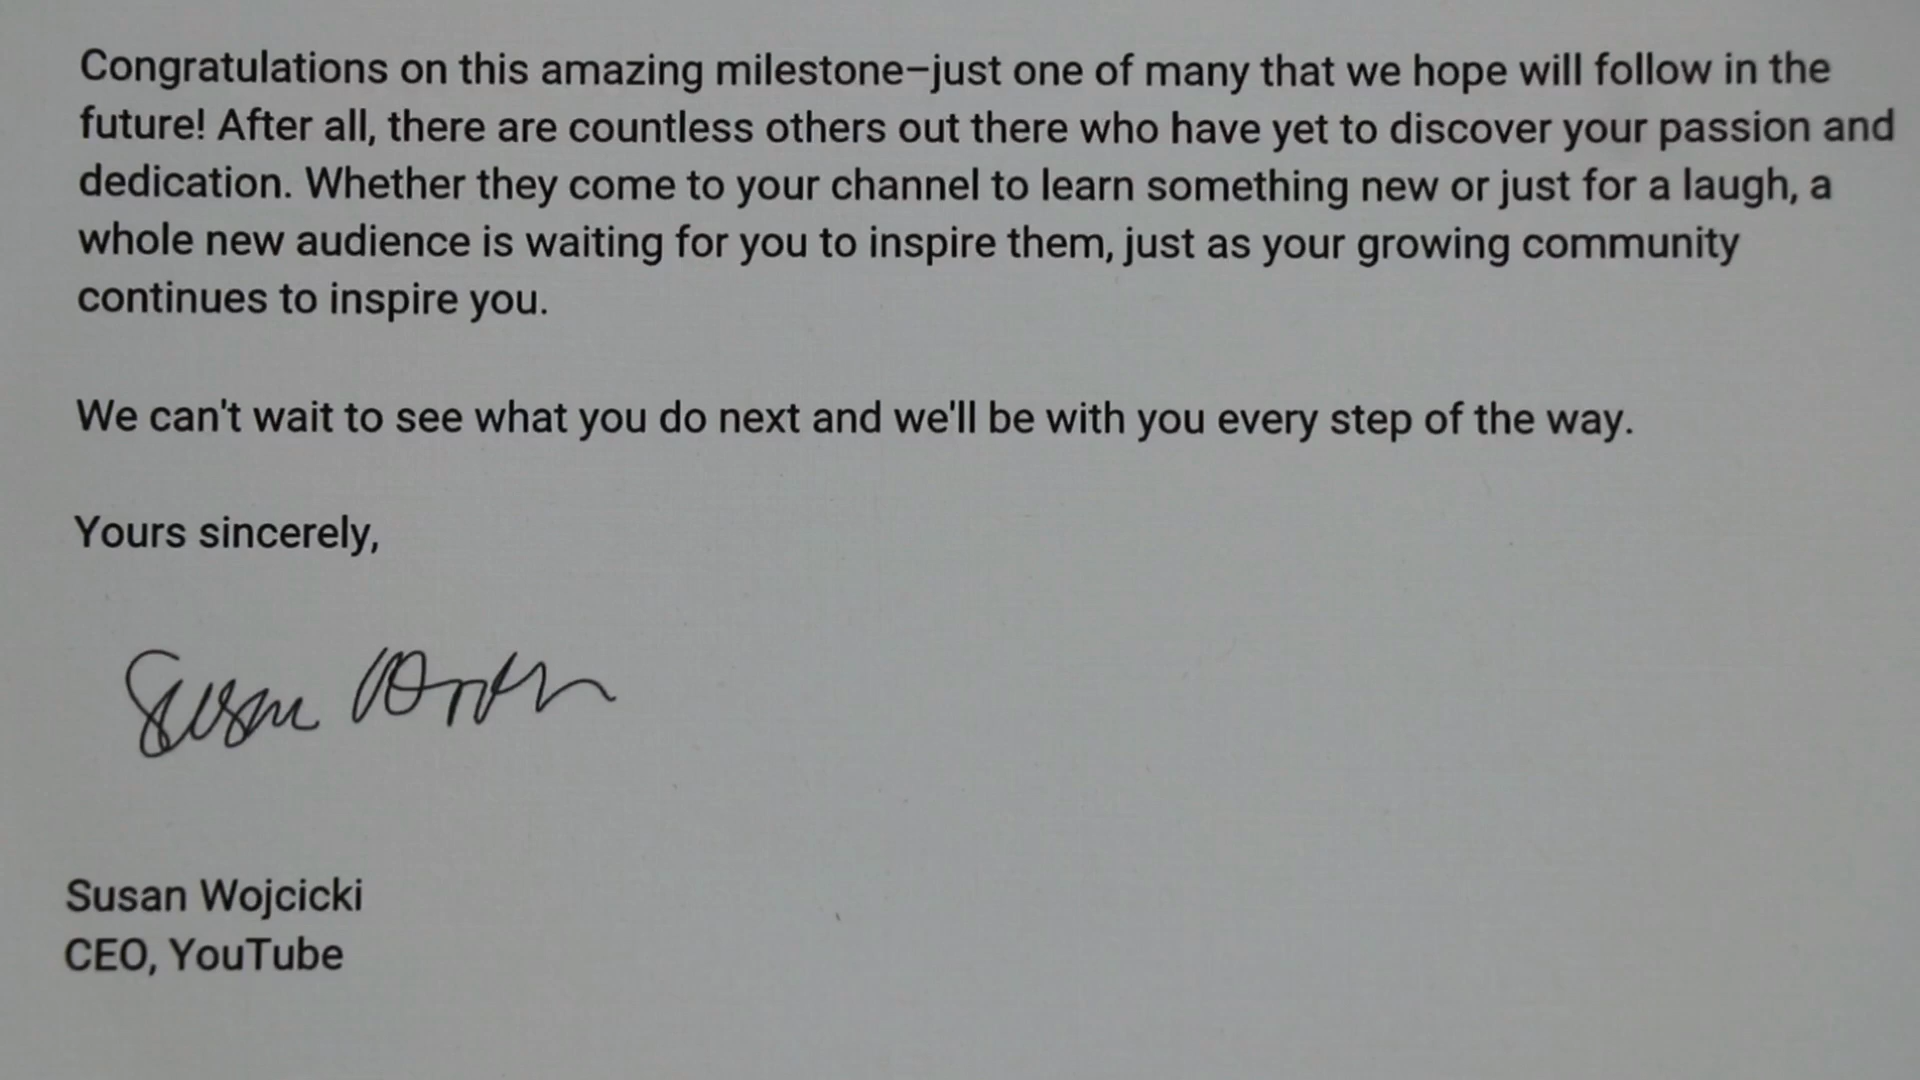 Congratulations on this amazing milestone–just one of many that we hope will follow in the
future! After all, there are countless others out there who have yet to discover your passion and
dedication. Whether they come to your channel to learn something new or just for a laugh, a
whole new audience is waiting for you to inspire them, just as your growing community
continues to inspire you.
We can't wait to see what you do next and we'll be with you every step of the way.
Yours sincerely,
Susan
Susan Wojcicki
CEO, YouTube